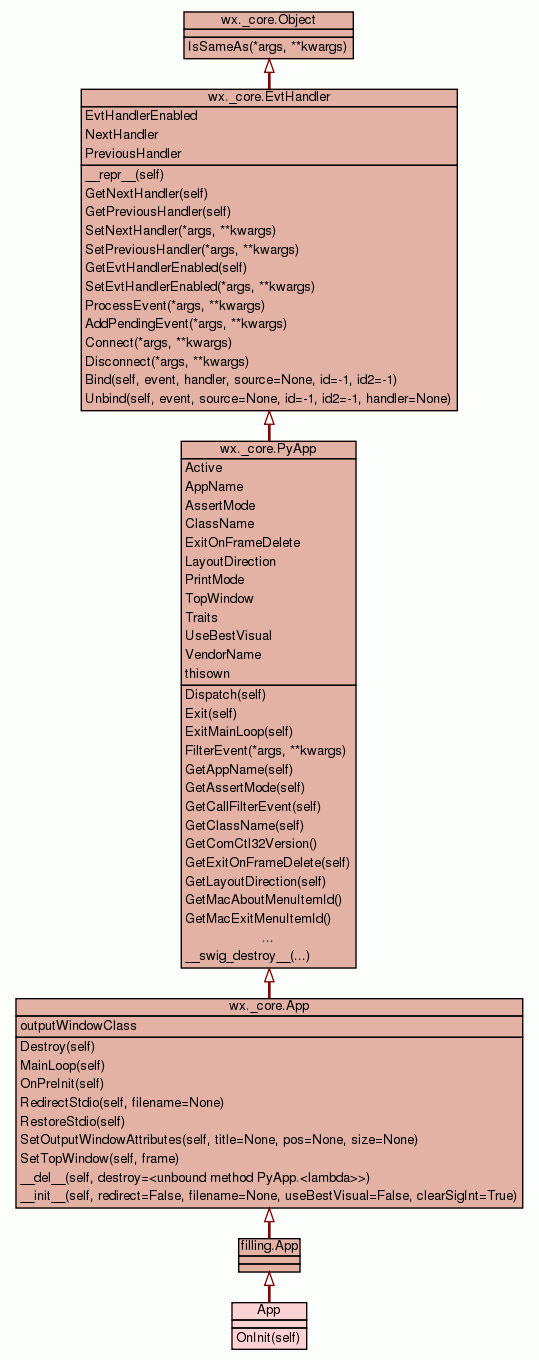 wx._core.Object
IsSameAs(*args, **kwargs)
wx._core.EvtHandler
EvtHandlerEnabled
NextHandler
PreviousHandler
__repr__(self)
GetNextHandler(self)
GetPreviousHandler(self)
SetNextHandler(*args, **kwargs)
SetPreviousHandler(*args, **kwargs)
GetEvtHandlerEnabled(self)
SetEvtHandlerEnabled(*args, **kwargs)
ProcessEvent(*args, **kwargs)
AddPendingEvent(*args, **kwargs)
Connect(*args, **kwargs)
Disconnect(*args, **kwargs)
Bind(self, event, handler, source=None, id=-1, id2=-1)
Unbind(self, event, source=None, id=-1, id2=-1, handler=None)
wx._core.PyApp
Active
AppName
AssertMode
ClassName
ExitOnFrameDelete
LayoutDirection
PrintMode
TopWindow
Traits
UseBestVisual
VendorName
thisown
Dispatch(self)
Exit(self)
ExitMainLoop(self)
FilterEvent(*args, **kwargs)
GetAppName(self)
GetAssertMode(self)
GetCallFilterEvent(self)
GetClassName(self)
GetComCtl32Version()
GetExitOnFrameDelete(self)
GetLayoutDirection(self)
GetMacAboutMenuItemId()
GetMacExitMenuItemId()
...
__swig_destroy__(...)
wx._core.App
outputWindowClass
Destroy(self)
MainLoop(self)
OnPreInit(self)
RedirectStdio(self, filename=None)
RestoreStdio(self)
SetOutputWindowAttributes(self, title=None, pos=None, size=None)
SetTopWindow(self, frame)
__del__(self, destroy=<unbound method PyApp.<lambda>>)
__init__(self, redirect=False, filename=None, useBestVisual=False, clearSigInt=True)
filling.App
App
OnInit(self)